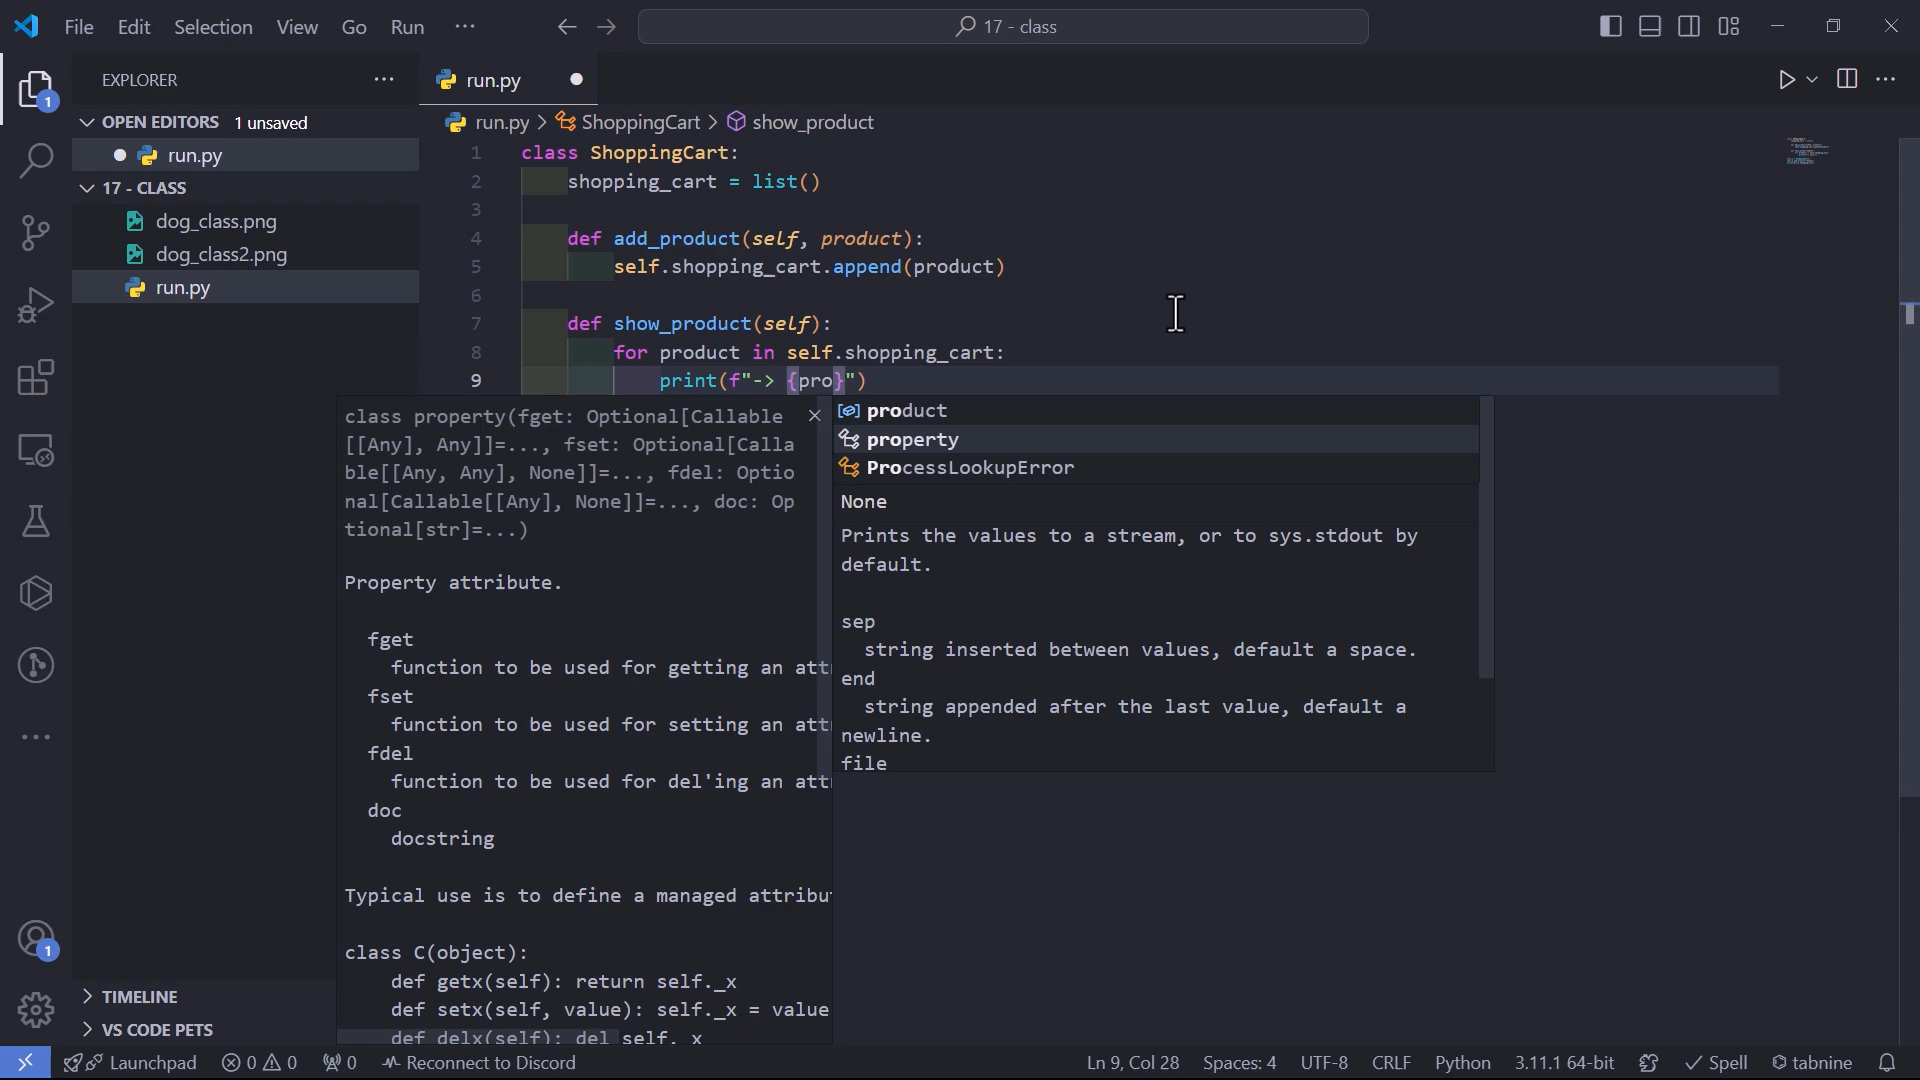 File Edit Selection View Go Run
17 - class
EXPLORER
run.py
OPEN EDITORS 1 unsaved
run.py
17 - CLASS
dog_class.png
dog_class2.png
run.py
1
TIMELINE
VS CODE PETS
1
run.py > ShoppingCart > show_product
1 class ShoppingCart:
2 shopping_cart = list()
3
4 def add_product(self, product):
5 self.shopping_cart.append(product)
6
7 def show_product(self):
8 for product in self.shopping_cart:
9 print(f"-> {pro}")
class property(fget: Optional[Callable
[[Any], Any]]=..., fset: Optional[Calla
ble[[Any, Any], None]]=..., fdel: Optio
nal[Callable[[Any], None]]=..., doc: Op
tional[str]=...)
Property attribute.
fget
function to be used for getting an att
fset
function to be used for setting an att
fdel
function to be used for del'ing an att
doc
docstring
Typical use is to define a managed attribu
class C(object):
def getx(self): return self._x
def setx(self, value): self._x = value
def delx(self): del self._x
product
property
ProcessLookupError
None
Prints the values to a stream, or to sys.stdout by
default.
sep
string inserted between values, default a space.
end
string appended after the last value, default a
newline.
file
Launchpad 0 0 0 Reconnect to Discord Ln 9, Col 28 Spaces: 4 UTF-8 CRLF Python 3.11.1 64-bit Spell tabnine